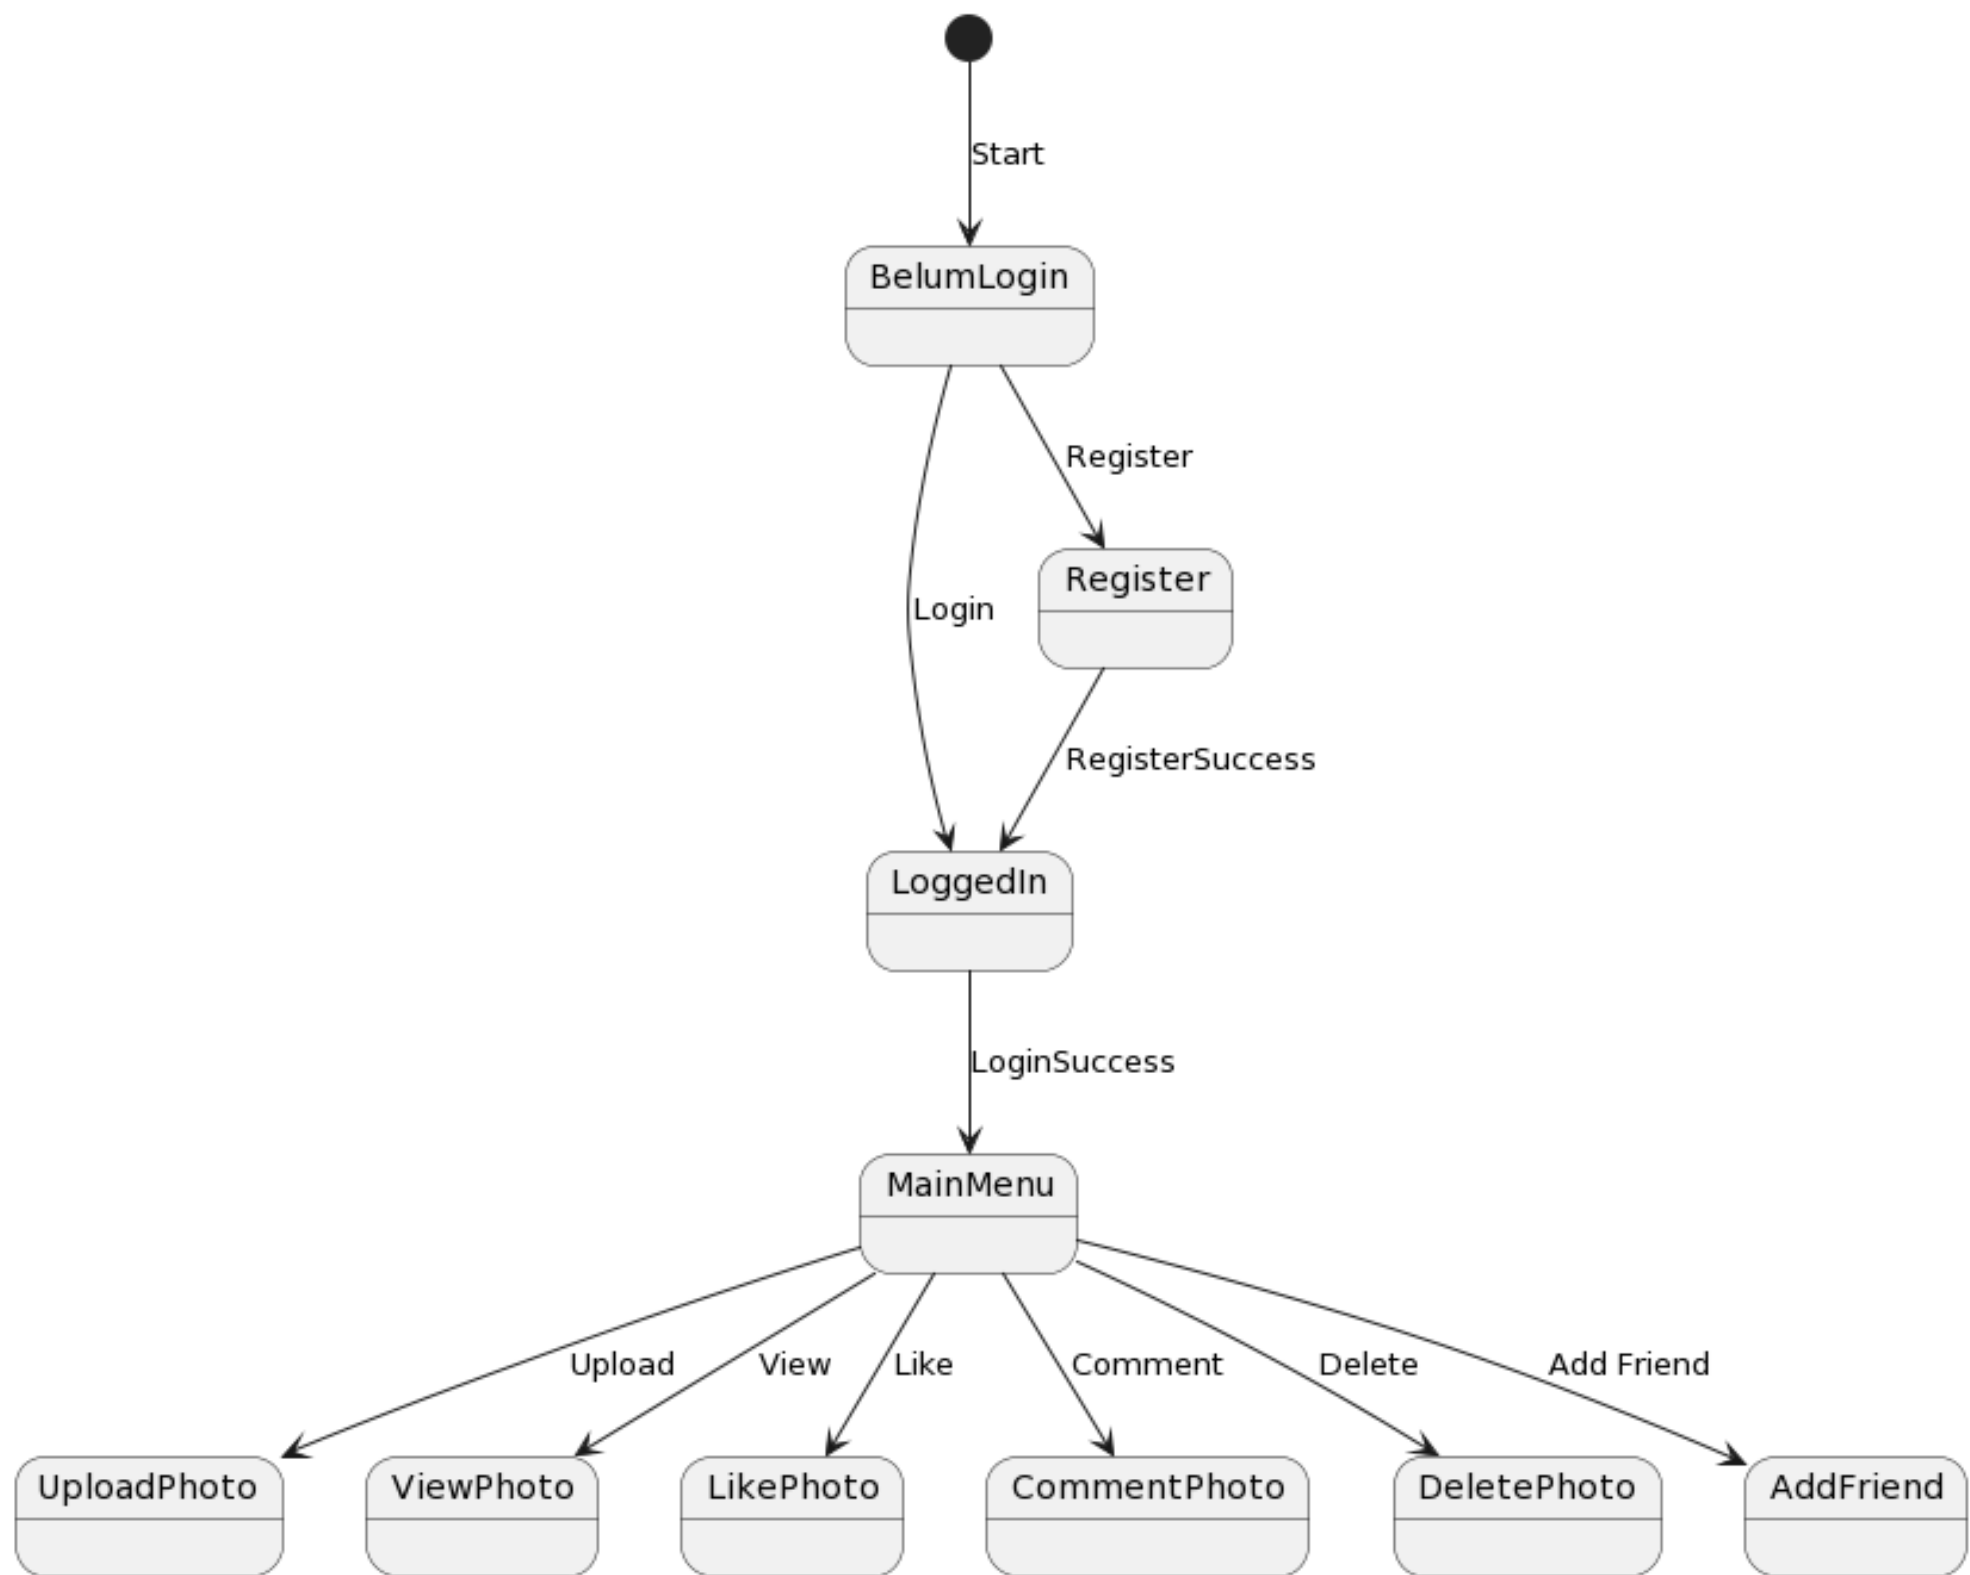 Start
BelumLogin
Register
Register
Login
RegisterSuccess
LoggedIn
LoginSuccess
MainMenu
Upload
View
Like
Comment
Delete
Add Friend
UploadPhoto
ViewPhoto
LikePhoto
CommentPhoto
DeletePhoto
AddFriend